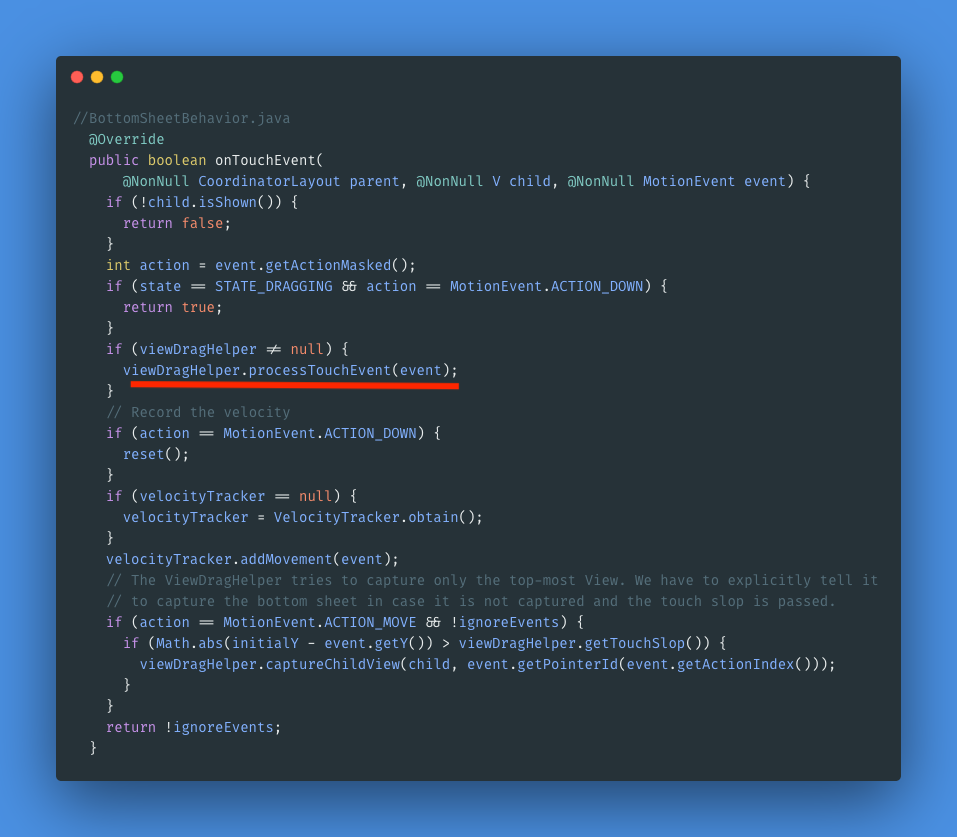 //BottomSheetBehavior.java
@Override
public boolean onTouchEvent(
@NonNull CoordinatorLayout parent, @NonNull V child, @NonNull MotionEvent event) {
if (!child.isShown()) {
return false;
}
int action = event.getActionMasked();
if (state == STATE_DRAGGING && action == MotionEvent.ACTION_DOWN) {
return true;
}
if (viewDragHelper != null) {
viewDragHelper.processTouchEvent(event);
}
// Record the velocity
if (action == MotionEvent.ACTION_DOWN) {
reset();
}
if (velocityTracker == null) {
velocityTracker = VelocityTracker.obtain();
}
velocityTracker.addMovement(event);
// The ViewDragHelper tries to capture only the top-most View. We have to explicitly tell it
// to capture the bottom sheet in case it is not captured and the touch slop is passed.
if (action == MotionEvent.ACTION_MOVE && !ignoreEvents) {
if (Math.abs(initialY - event.getY()) > viewDragHelper.getTouchSlop()) {
viewDragHelper.captureChildView(child, event.getPointerId(event.getActionIndex()));
}
}
return !ignoreEvents;
}